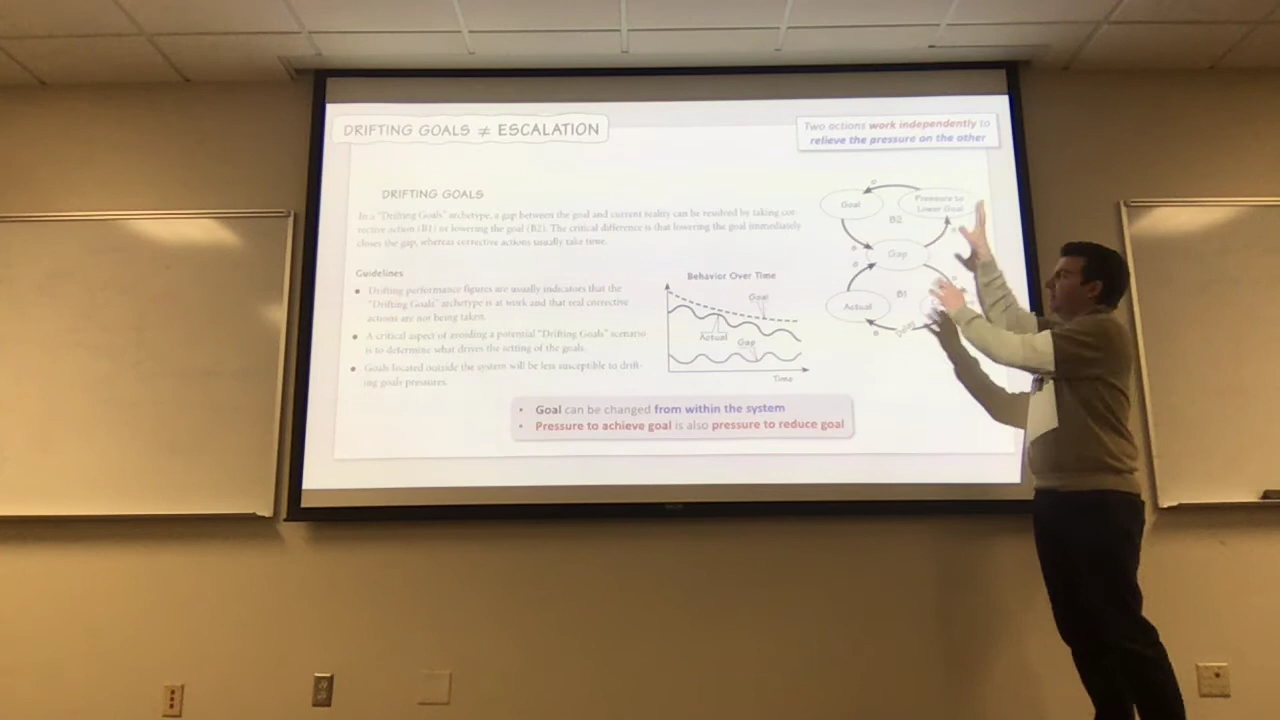 DRIFTING GOALS ≠ ESCALATION
Two actions work independently to
relieve the pressure on the other
DRIFTING GOALS
In a "Drifting Goals" archetype, a gap between the goal and current reality can be resolved by taking cor-
rective action (B1) or lowering the goal (B2). The critical difference is that lowering the goal immediately
closes the gap, whereas corrective actions usually take time.
Guidelines
• Drifting performance figures are usually indicators that the
"Drifting Goals" archetype is at work and that real corrective
actions are not being taken.
• A critical aspect of avoiding a potential "Drifting Goals" scenario
is to determine what drives the setting of the goals.
• Goals located outside the system will be less susceptible to drift-
ing goals pressures.
Behavior Over Time
Goal
Actual
Gap
Time
Goal
Pressure to
Lower Goal
B2
Gap
B1
Actual
• Goal can be changed from within the system
• Pressure to achieve goal is also pressure to reduce goal